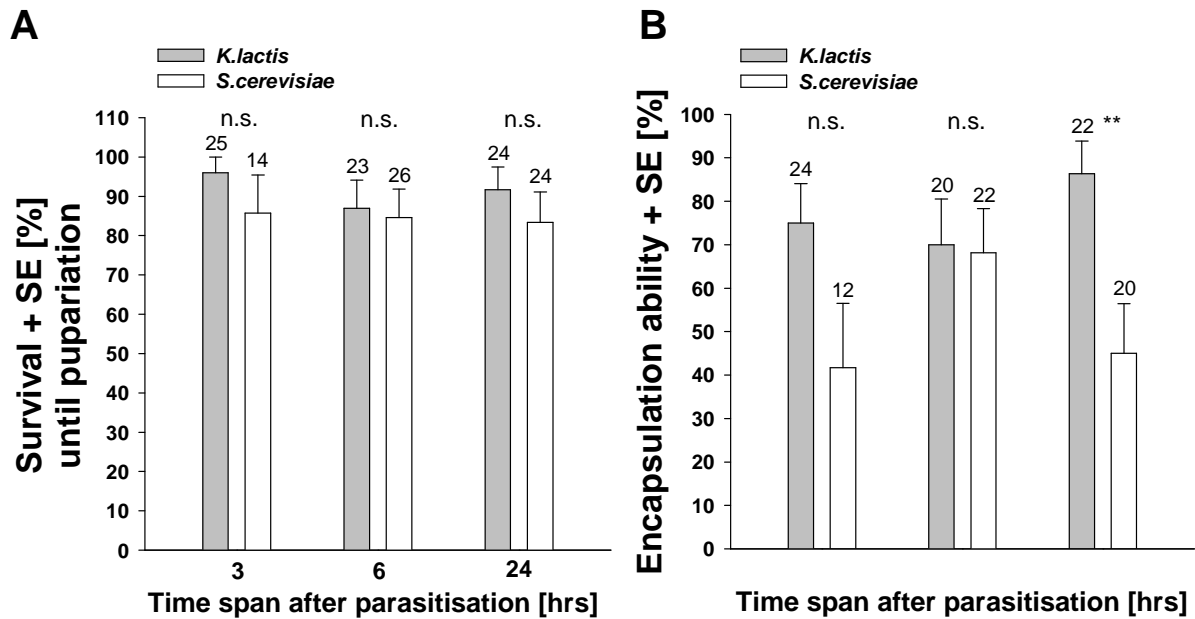 A
K.lactis
S.cerevisiae
Survival + SE [%]
until pupariation
110
100
90
80
70
60
50
40
30
20
10
0
n.s.
n.s.
n.s.
25
14
23
26
24
24
3
6
24
Time span after parasitisation [hrs]
B
K.lactis
S.cerevisiae
Encapsulation ability + SE [%]
100
90
80
70
60
50
40
30
20
10
0
n.s.
n.s.
**
24
12
20
22
22
20
Time span after parasitisation [hrs]